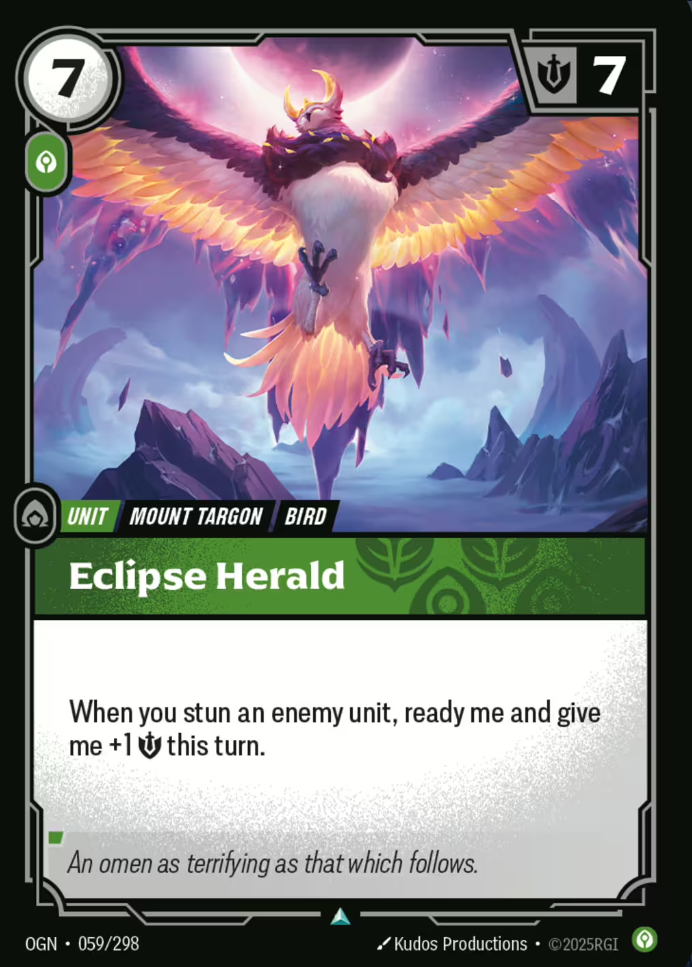 7
7
UNIT
MOUNT TARGON
BIRD
Eclipse Herald
When you stun an enemy unit, ready me and give
me +1 this turn.
An omen as terrifying as that which follows.
OGN • 059/298
Kudos Productions • ©2025RGI